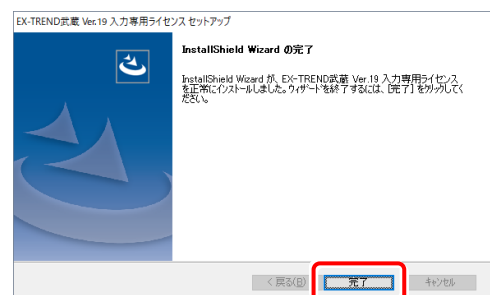 EX-TREND武蔵 Ver.19 入力専用ライセンス セットアップ
InstallShield Wizard の完了
InstallShield Wizard が、EX-TREND武蔵 Ver.19 入力専用ライセンス
を正常にインストールしました。ウィザードを終了するには、[完了] をクリックしてく
ださい。
< 戻る(B)
完了
キャンセル